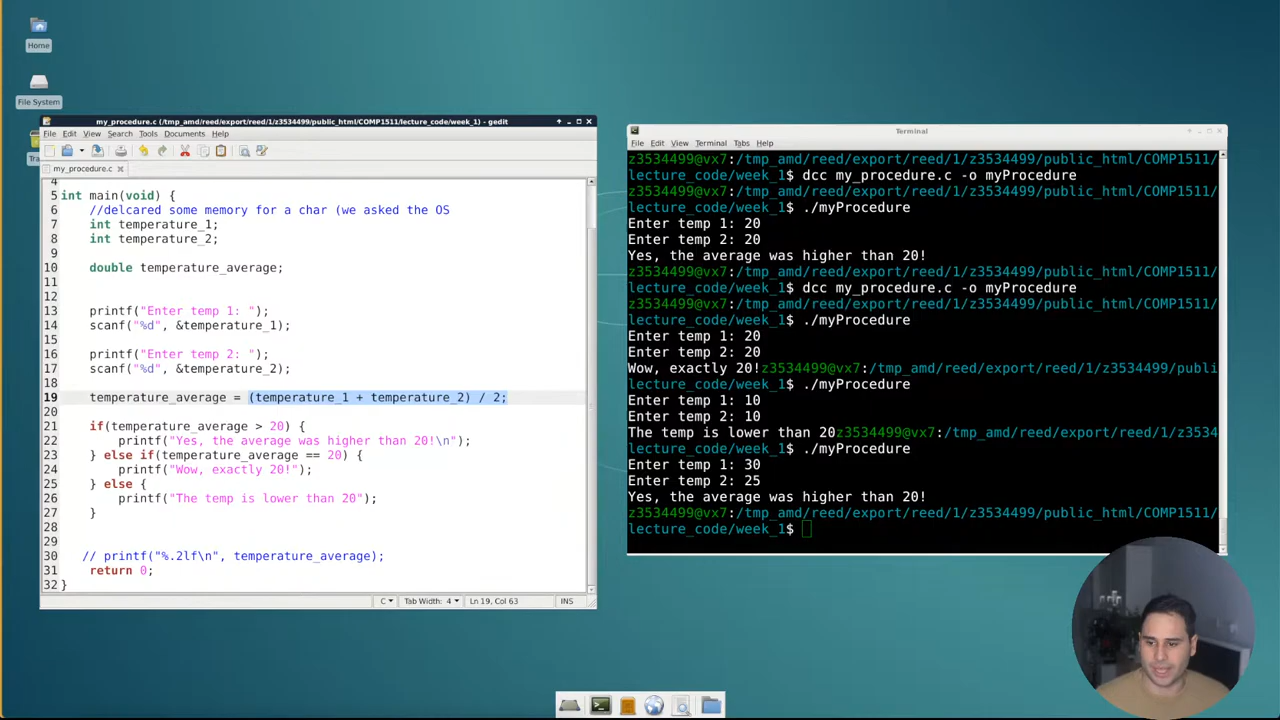 Home
File System
my_procedure.c (/tmp_amd/reed/export/reed/1/z3534499/public_html/COMP1511/lecture_code/week_1) - gedit
File Edit View Search Tools Documents Help
my_procedure.c
4
5 int main(void) {
6 //delcared some memory for a char (we asked the OS
7 int temperature_1;
8 int temperature_2;
9
10 double temperature_average;
11
12
13 printf("Enter temp 1: ");
14 scanf("%d", &temperature_1);
15
16 printf("Enter temp 2: ");
17 scanf("%d", &temperature_2);
18
19 temperature_average = (temperature_1 + temperature_2) / 2;
20
21 if(temperature_average > 20) {
22 printf("Yes, the average was higher than 20!\n");
23 } else if(temperature_average == 20) {
24 printf("Wow, exactly 20!");
25 } else {
26 printf("The temp is lower than 20");
27 }
28
29
30 // printf("%.2lf\n", temperature_average);
31 return 0;
32 }
C Tab Width: 4 Ln 19, Col 63 INS
Terminal
File Edit View Terminal Tabs Help
z3534499@vx7:/tmp_amd/reed/export/reed/1/z3534499/public_html/COMP1511/
lecture_code/week_1$ dcc my_procedure.c -o myProcedure
z3534499@vx7:/tmp_amd/reed/export/reed/1/z3534499/public_html/COMP1511/
lecture_code/week_1$ ./myProcedure
Enter temp 1: 20
Enter temp 2: 20
Yes, the average was higher than 20!
z3534499@vx7:/tmp_amd/reed/export/reed/1/z3534499/public_html/COMP1511/
lecture_code/week_1$ dcc my_procedure.c -o myProcedure
z3534499@vx7:/tmp_amd/reed/export/reed/1/z3534499/public_html/COMP1511/
lecture_code/week_1$ ./myProcedure
Enter temp 1: 20
Enter temp 2: 20
Wow, exactly 20!z3534499@vx7:/tmp_amd/reed/export/reed/1/z3534499/publi
lecture_code/week_1$ ./myProcedure
Enter temp 1: 10
Enter temp 2: 10
The temp is lower than 20z3534499@vx7:/tmp_amd/reed/export/reed/1/z3534
lecture_code/week_1$ ./myProcedure
Enter temp 1: 30
Enter temp 2: 25
Yes, the average was higher than 20!
z3534499@vx7:/tmp_amd/reed/export/reed/1/z3534499/public_html/COMP1511/
lecture_code/week_1$